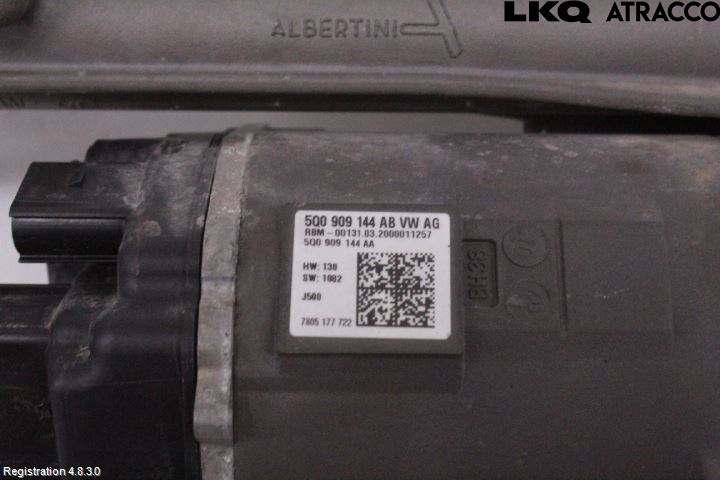 LKQ ATRACCO
ALBERTINI
5Q0 909 144 AB VW AG
RBM-00131.03.2000011257
5Q0 909 144 AA
HW: 130
SW: 1082
J500
7805 177 722
BH38
Registration 4.8.3.0